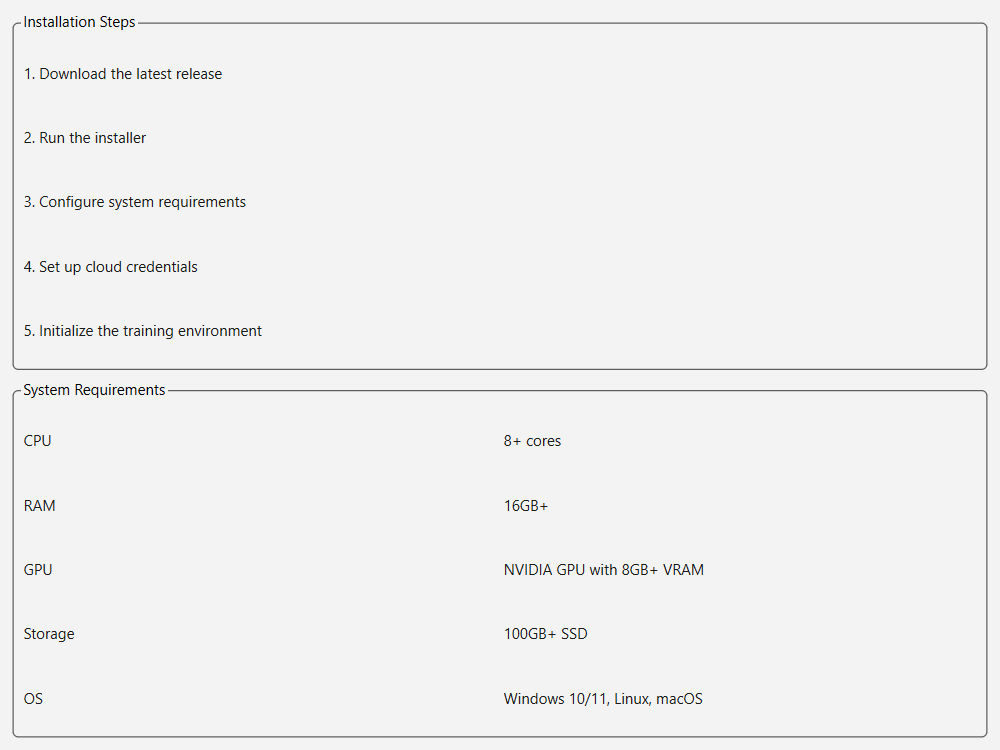 Installation Steps
1. Download the latest release
2. Run the installer
3. Configure system requirements
4. Set up cloud credentials
5. Initialize the training environment
System Requirements
CPU 8+ cores
RAM 16GB+
GPU NVIDIA GPU with 8GB+ VRAM
Storage 100GB+ SSD
OS Windows 10/11, Linux, macOS